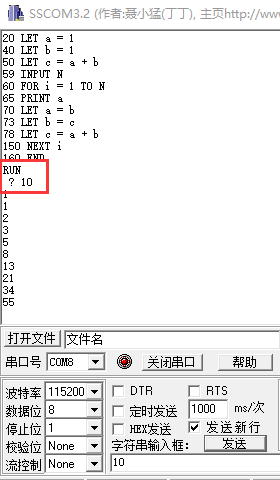 SSCOM3.2 (作者:聂小猛(丁丁), 主页http://www
20 LET a = 1
40 LET b = 1
50 LET c = a + b
59 INPUT N
60 FOR i = 1 TO N
65 PRINT a
70 LET a = b
73 LET b = c
78 LET c = a + b
150 NEXT i
160 END
RUN
? 10
1
1
2
3
5
8
13
21
34
55
打开文件 文件名
串口号 COM8 关闭串口 帮助
波特率 115200 DTR RTS
数据位 8 定时发送 1000 ms/次
停止位 1 HEX发送 发送新行
校验位 None 字符串输入框: 发送
流控制 None 10